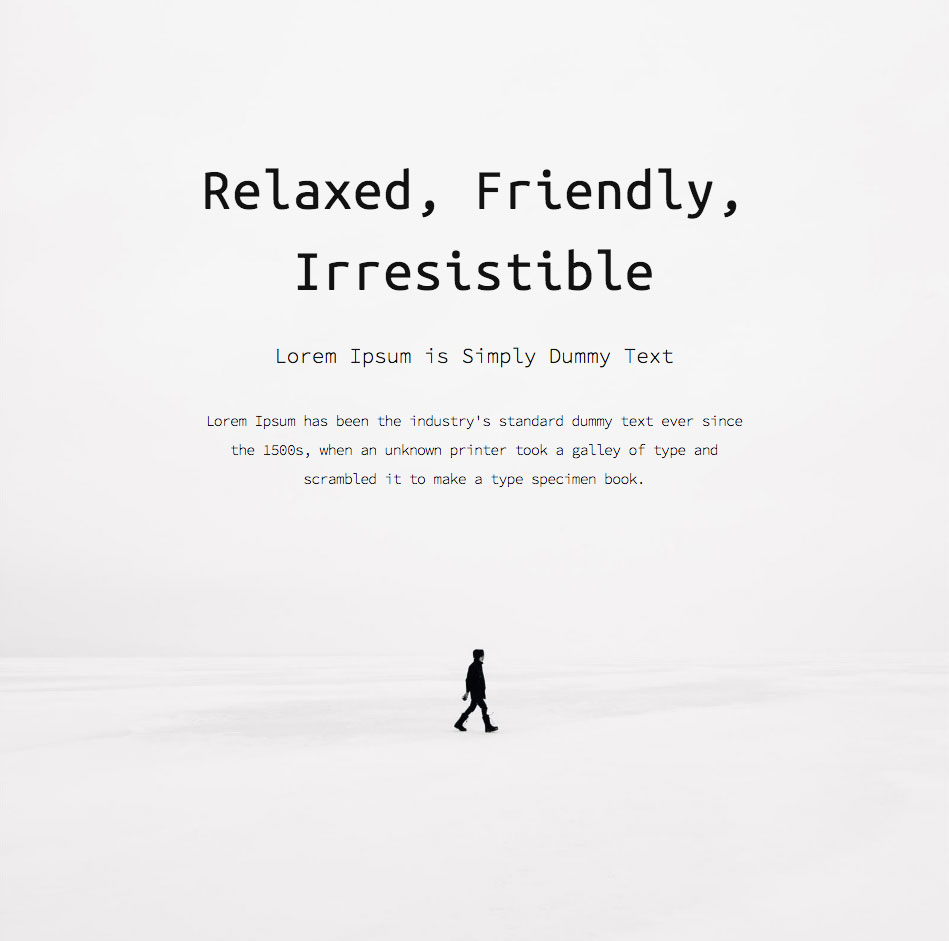 Relaxed, Friendly,
Irresistible
Lorem Ipsum is Simply Dummy Text
Lorem Ipsum has been the industry's standard dummy text ever since
the 1500s, when an unknown printer took a galley of type and
scrambled it to make a type specimen book.